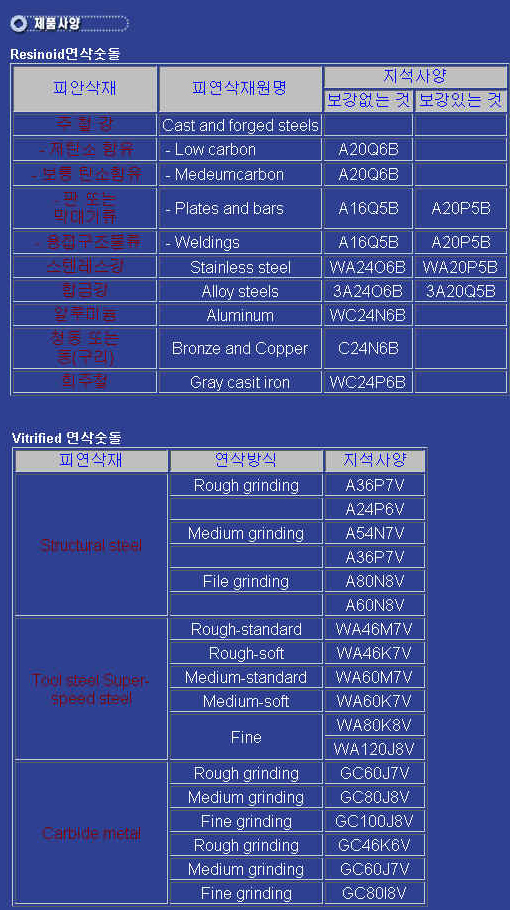 제품사양
Resinoid연삭숫돌
피안삭재 피연삭재원명 지석사양
보강없는 것 보강있는 것
주 철 강 Cast and forged steels
- 저탄소 함유 - Low carbon A20Q6B
- 보통 탄소함유 - Medeumcarbon A20Q6B
- 판 또는
막대기류 - Plates and bars A16Q5B A20P5B
- 용접구조물류 - Weldings A16Q5B A20P5B
스텐레스강 Stainless steel WA24O6B WA20P5B
합금강 Alloy steels 3A24O6B 3A20Q5B
알루미늄 Aluminum WC24N6B
청동 또는
동(구리) Bronze and Copper C24N6B
회주철 Gray casit iron WC24P6B
Vitrified 연삭숫돌
피연삭재 연삭방식 지석사양
Structural steel Rough grinding A36P7V
A24P6V
Medium grinding A54N7V
A36P7V
File grinding A80N8V
A60N8V
Tool steel Super-
speed steel Rough-standard WA46M7V
Rough-soft WA46K7V
Medium-standard WA60M7V
Medium-soft WA60K7V
Fine WA80K8V
WA120J8V
Carbide metal Rough grinding GC60J7V
Medium grinding GC80J8V
Fine grinding GC100J8V
Rough grinding GC46K6V
Medium grinding GC60J7V
Fine grinding GC80I8V